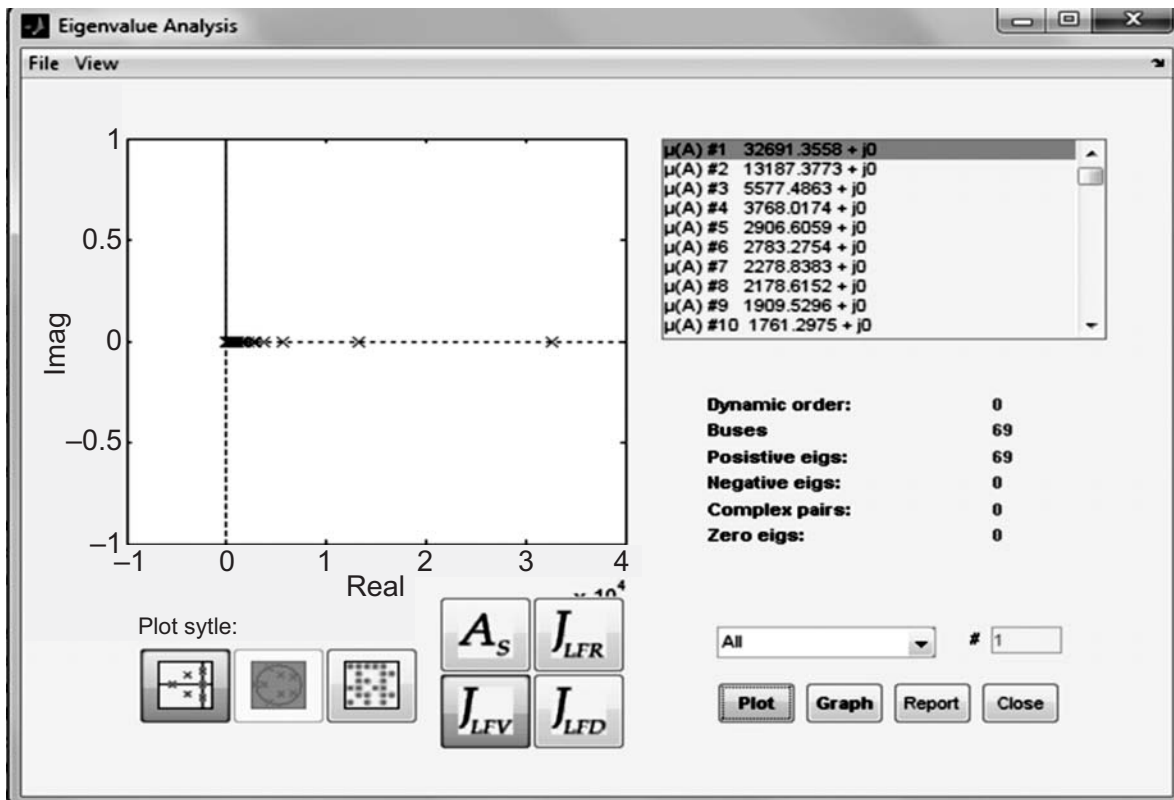 Eigenvalue Analysis
File View
1
0.5
0
–0.5
–1
Imag
–1 0 1 2 3 4
Real
× 10⁴
μ(A) #1 32691.3558 + j0
μ(A) #2 13187.3773 + j0
μ(A) #3 5577.4863 + j0
μ(A) #4 3768.0174 + j0
μ(A) #5 2906.6059 + j0
μ(A) #6 2783.2754 + j0
μ(A) #7 2278.8383 + j0
μ(A) #8 2178.6152 + j0
μ(A) #9 1909.5296 + j0
μ(A) #10 1761.2975 + j0
Dynamic order: 0
Buses 69
Posistive eigs: 69
Negative eigs: 0
Complex pairs: 0
Zero eigs: 0
Plot sytle:
A_S J_LFR
J_LFV J_LFD
All # 1
Plot Graph Report Close